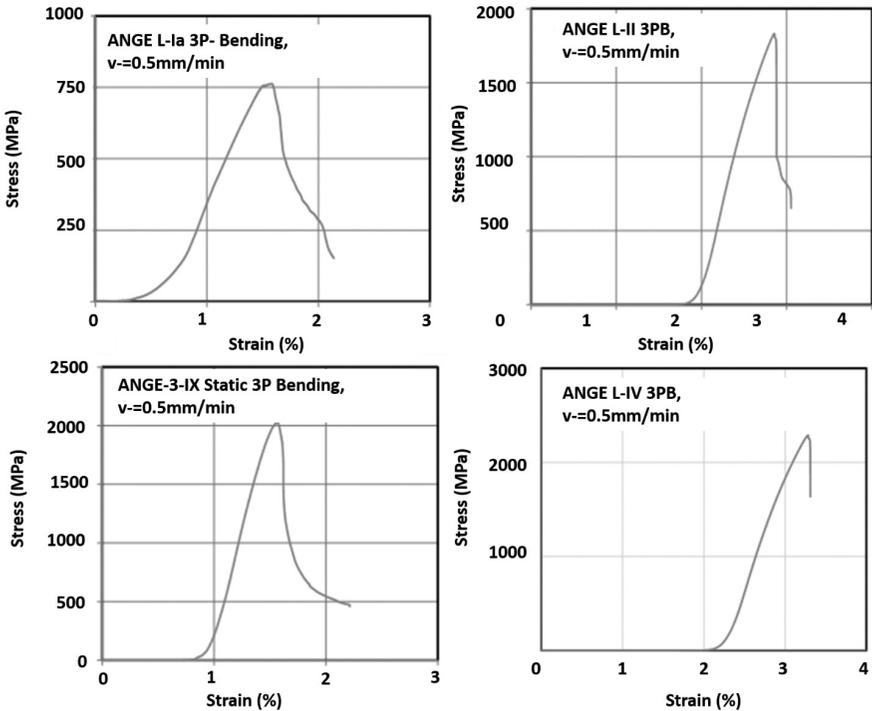 ANGE L-Ia 3P- Bending,
v-=0.5mm/min
1000
750
500
250
0
1
2
3
Stress (MPa)
Strain (%)
ANGE L-II 3PB,
v-=0.5mm/min
2000
1500
1000
500
0
1
2
3
4
Stress (MPa)
Strain (%)
ANGE-3-IX Static 3P Bending,
v-=0.5mm/min
2500
2000
1500
1000
500
0
0
1
2
3
Stress (MPa)
Strain (%)
ANGE L-IV 3PB,
v-=0.5mm/min
3000
2000
1000
0
1
2
3
4
Stress (MPa)
Strain (%)